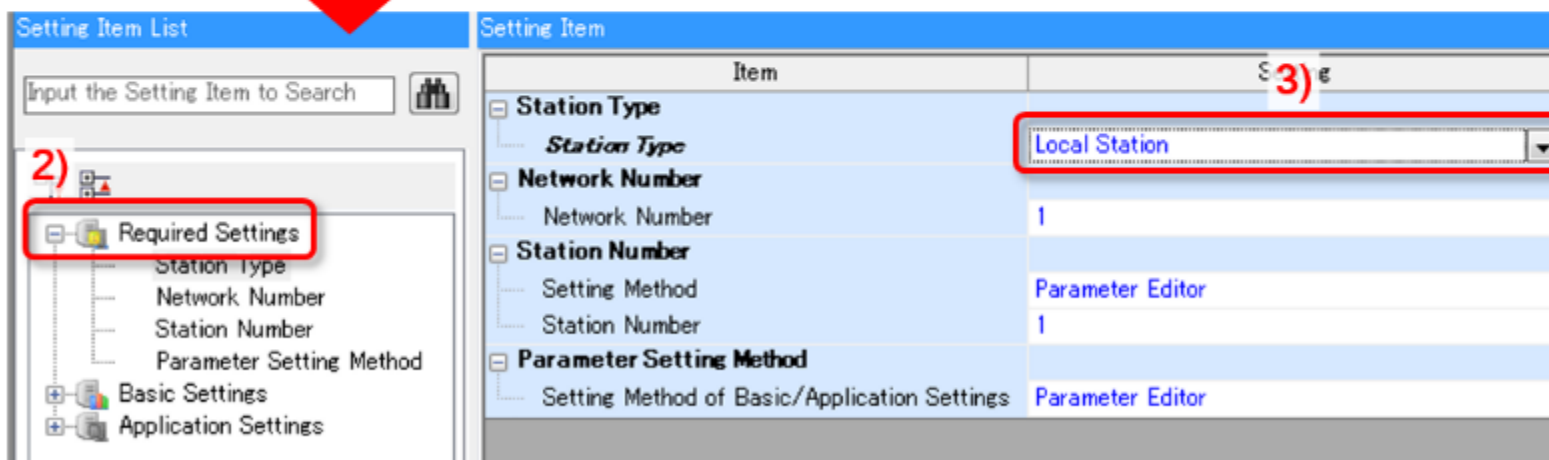 Setting Item List
Input the Setting Item to Search
2)
Required Settings
Station Type
Network Number
Station Number
Parameter Setting Method
Basic Settings
Application Settings
Setting Item
Item
3)
Station Type
Station Type Local Station
Network Number
Network Number 1
Station Number
Setting Method Parameter Editor
Station Number 1
Parameter Setting Method
Setting Method of Basic/Application Settings Parameter Editor